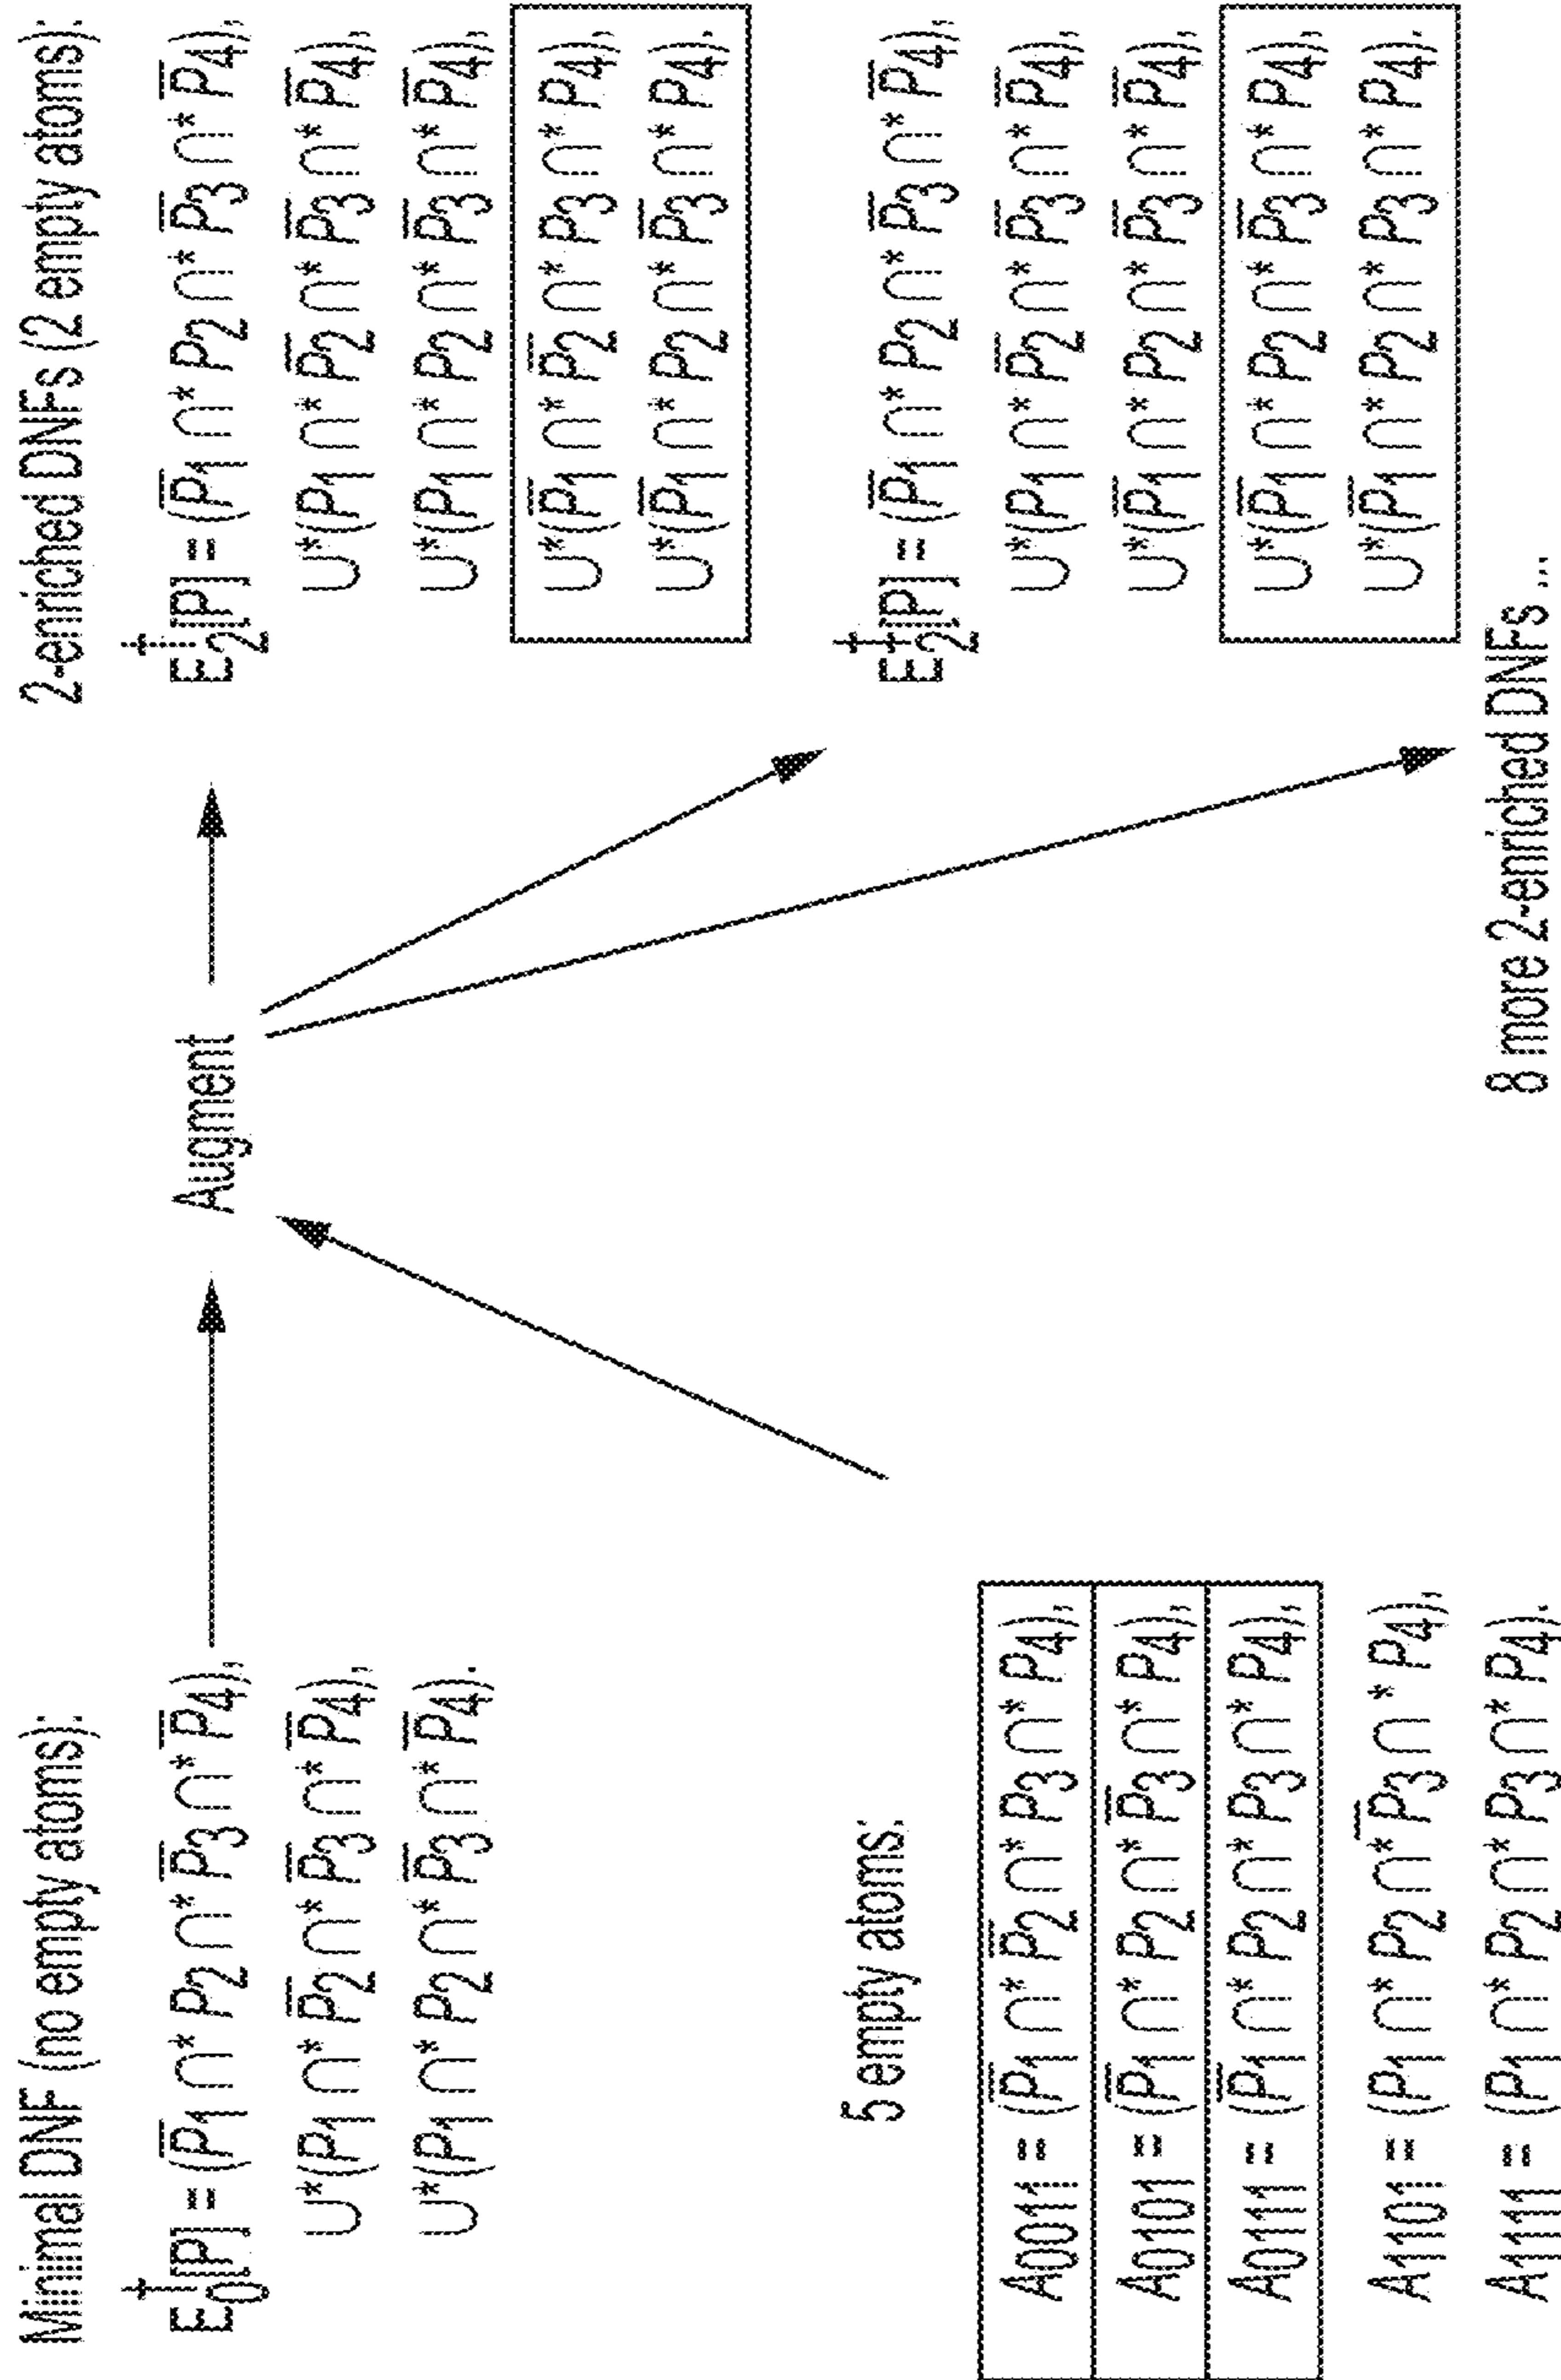 Minimal DNF (no empty atoms):
E₀†[P] = (P̅₁ ∩* P₂ ∩* P̅₃ ∩* P̅₄),
∪*(P₁ ∩* P̅₂ ∩* P̅₃ ∩* P̅₄),
∪*(P₁ ∩* P₂ ∩* P̅₃ ∩* P̅₄).
5 empty atoms:
A0011 = (P̅₁ ∩* P̅₂ ∩* P₃ ∩* P₄),
A0101 = (P̅₁ ∩* P₂ ∩* P̅₃ ∩* P₄),
A0111 = (P̅₁ ∩* P₂ ∩* P₃ ∩* P₄),
A1101 = (P₁ ∩* P₂ ∩* P̅₃ ∩* P₄),
A1111 = (P₁ ∩* P₂ ∩* P₃ ∩* P₄).
Augment
2-enriched DNFs (2 empty atoms):
E₂†[P] = (P̅₁ ∩* P₂ ∩* P̅₃ ∩* P̅₄),
∪*(P₁ ∩* P̅₂ ∩* P̅₃ ∩* P̅₄),
∪*(P₁ ∩* P₂ ∩* P̅₃ ∩* P̅₄),
∪*(P̅₁ ∩* P̅₂ ∩* P₃ ∩* P₄),
∪*(P̅₁ ∩* P₂ ∩* P̅₃ ∩* P₄).
E₂†[P] = (P̅₁ ∩* P₂ ∩* P̅₃ ∩* P̅₄),
∪*(P₁ ∩* P̅₂ ∩* P̅₃ ∩* P̅₄),
∪*(P̅₁ ∩* P₂ ∩* P̅₃ ∩* P̅₄),
∪*(P̅₁ ∩* P₂ ∩* P̅₃ ∩* P₄),
∪*(P̅₁ ∩* P₂ ∩* P₃ ∩* P₄).
8 more 2-enriched DNFs ...